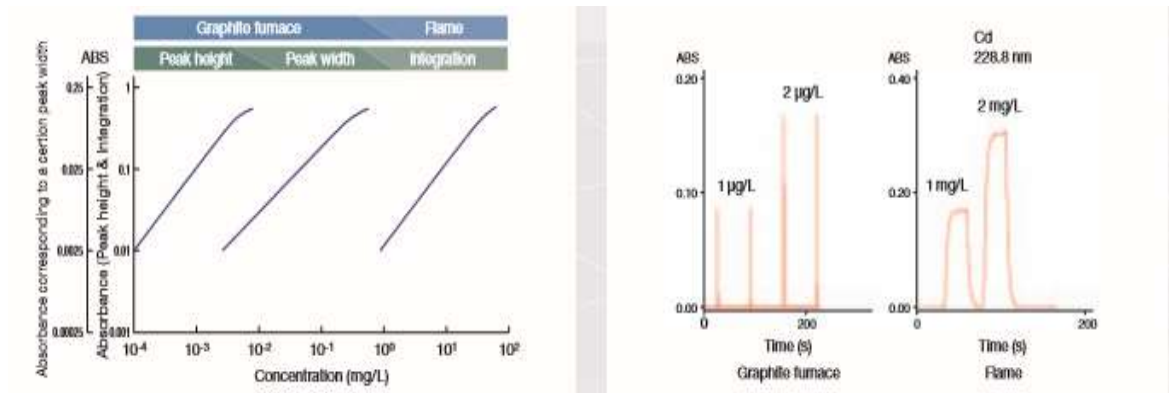 Graphite furnace Flame
Peak height Peak width Integration
ABS
Absorbance corresponding to a certion peak width
0.25
0.025
0.0025
0.00025
Absorbance (Peak height & Integration)
1
0.1
0.01
0.001
10-4 10-3 10-2 10-1 100 101 102
Concentration (mg/L)
Cd
228.8 nm
ABS
0.20
0.10
0.00
1 µg/L
2 µg/L
0 200
Time (s)
Graphite furnace
ABS
0.40
0.20
0.00
1 mg/L
2 mg/L
0 200
Time (s)
Flame